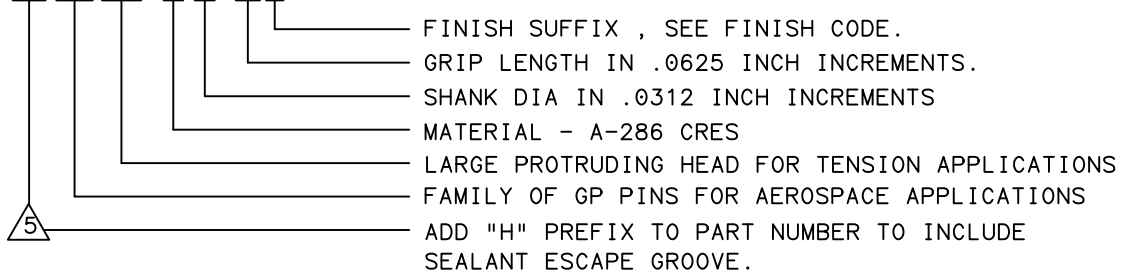 FINISH SUFFIX , SEE FINISH CODE.
GRIP LENGTH IN .0625 INCH INCREMENTS.
SHANK DIA IN .0312 INCH INCREMENTS
MATERIAL - A-286 CRES
LARGE PROTRUDING HEAD FOR TENSION APPLICATIONS
FAMILY OF GP PINS FOR AEROSPACE APPLICATIONS
5
ADD "H" PREFIX TO PART NUMBER TO INCLUDE
SEALANT ESCAPE GROOVE.